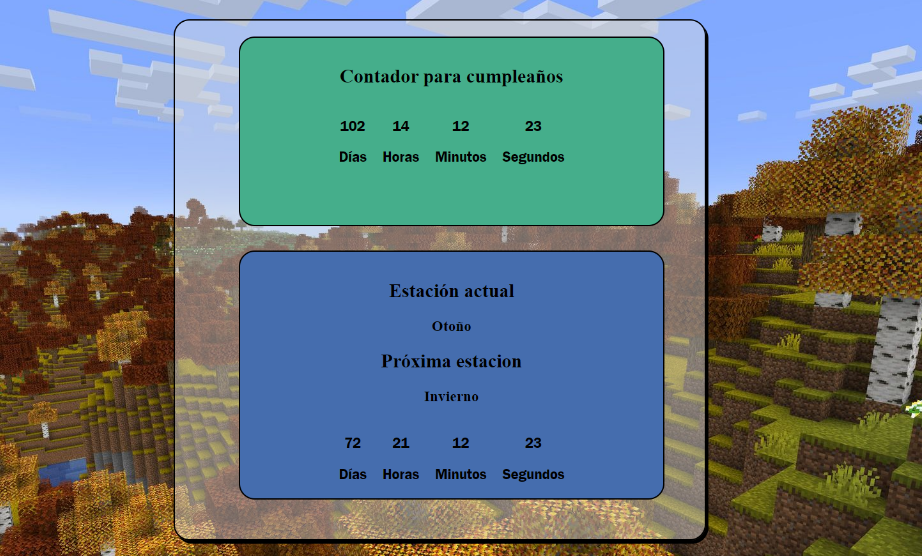 Contador para cumpleaños
102 14 12 23
Días Horas Minutos Segundos
Estación actual
Otoño
Próxima estacion
Invierno
72 21 12 23
Días Horas Minutos Segundos